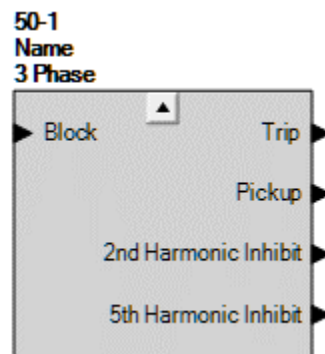 50-1
Name
3 Phase
Block Trip
Pickup
2nd Harmonic Inhibit
5th Harmonic Inhibit